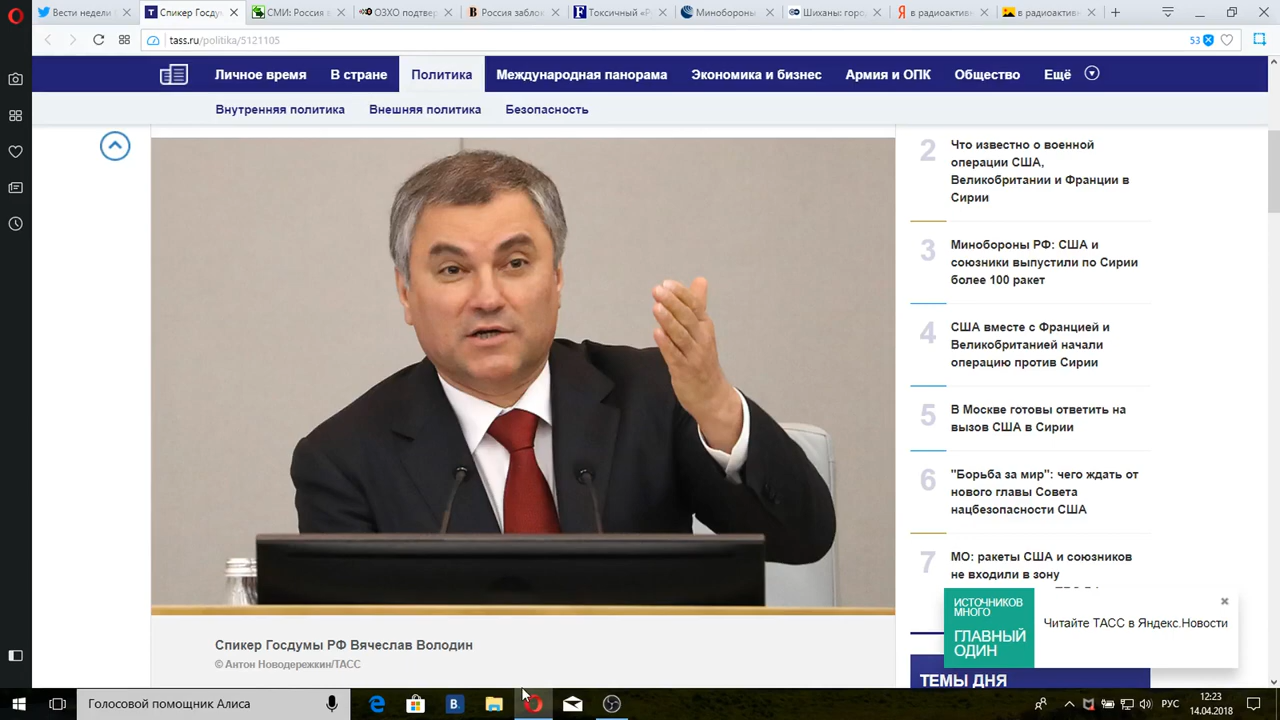 Вести недели
Спикер Госдумы
СМИ: Россия
ОЗХО подтвер
Россия заблок
Токсичный «Р
Минобороны
Шиханы: горо
в радиоактивн
в радиоактивн
tass.ru/politika/5121105
53
Личное время
В стране
Политика
Международная панорама
Экономика и бизнес
Армия и ОПК
Общество
Ещё
Внутренняя политика
Внешняя политика
Безопасность
2
Что известно о военной
операции США,
Великобритании и Франции в
Сирии
3
Минобороны РФ: США и
союзники выпустили по Сирии
более 100 ракет
4
США вместе с Францией и
Великобританией начали
операцию против Сирии
5
В Москве готовы ответить на
вызов США в Сирии
6
"Борьба за мир": чего ждать от
нового главы Совета
нацбезопасности США
7
МО: ракеты США и союзников
не входили в зону
ИСТОЧНИКОВ
МНОГО
ГЛАВНЫЙ
ОДИН
Читайте ТАСС в Яндекс.Новости
Спикер Госдумы РФ Вячеслав Володин
© Антон Новодережкин/ТАСС
ТЕМЫ ДНЯ
Голосовой помощник Алиса
РУС
12:23
14.04.2018